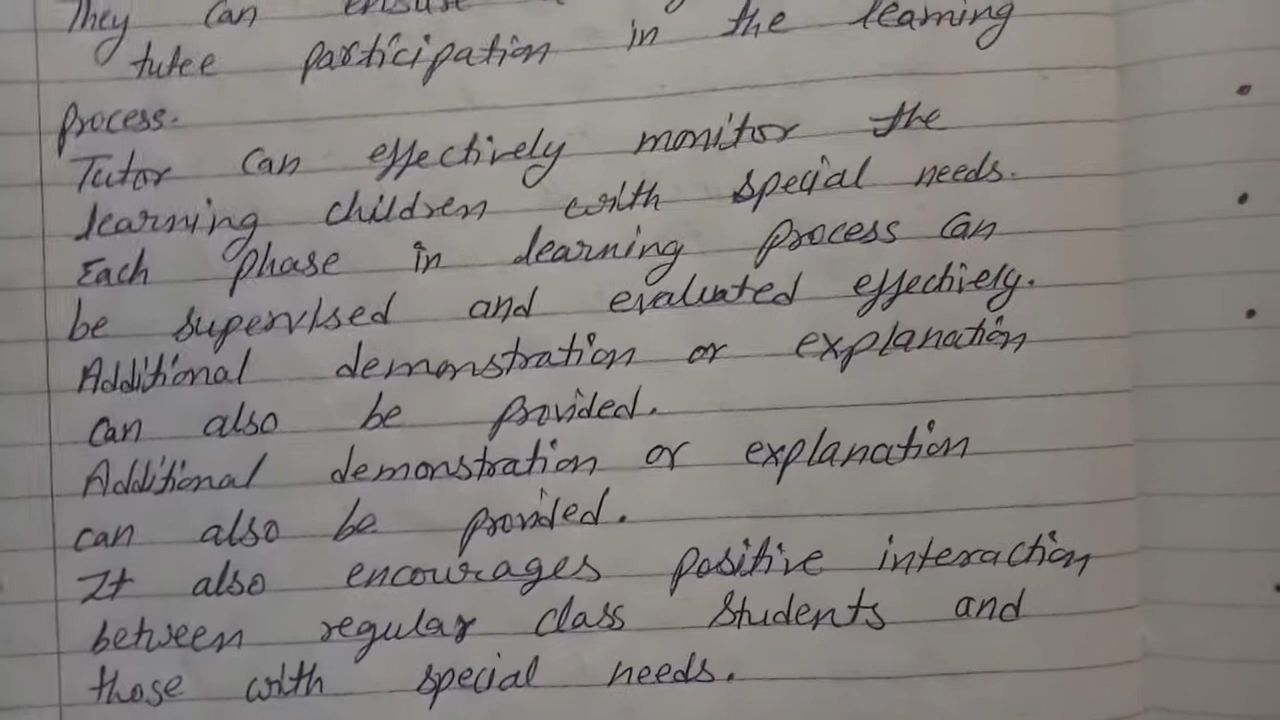 They can ensure
tutee participation in the learning
process.
Tutor can effectively monitor the
learning children with special needs.
Each phase in learning process can
be supervised and evaluated effectively.
Additional demonstration or explanation
can also be provided.
Additional demonstration or explanation
can also be provided.
It also encourages positive interaction
between regular class students and
those with special needs.